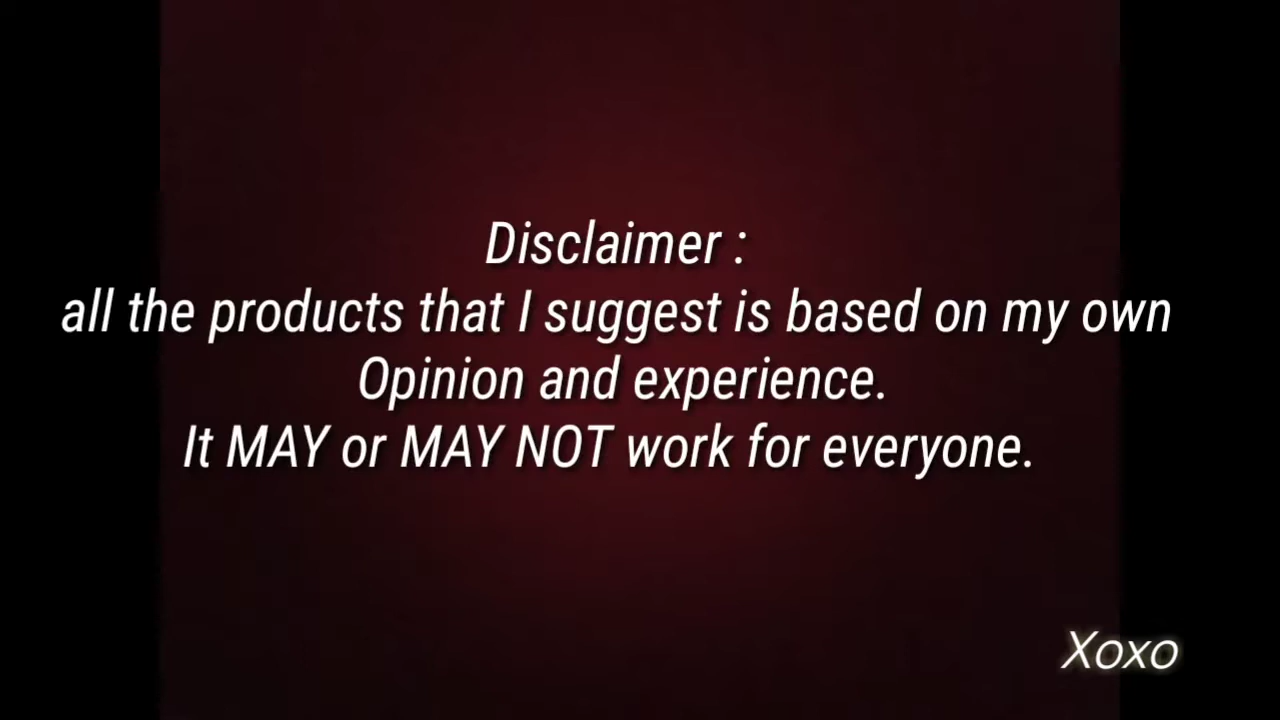 Disclaimer :
all the products that I suggest is based on my own
Opinion and experience.
It MAY or MAY NOT work for everyone.
Xoxo